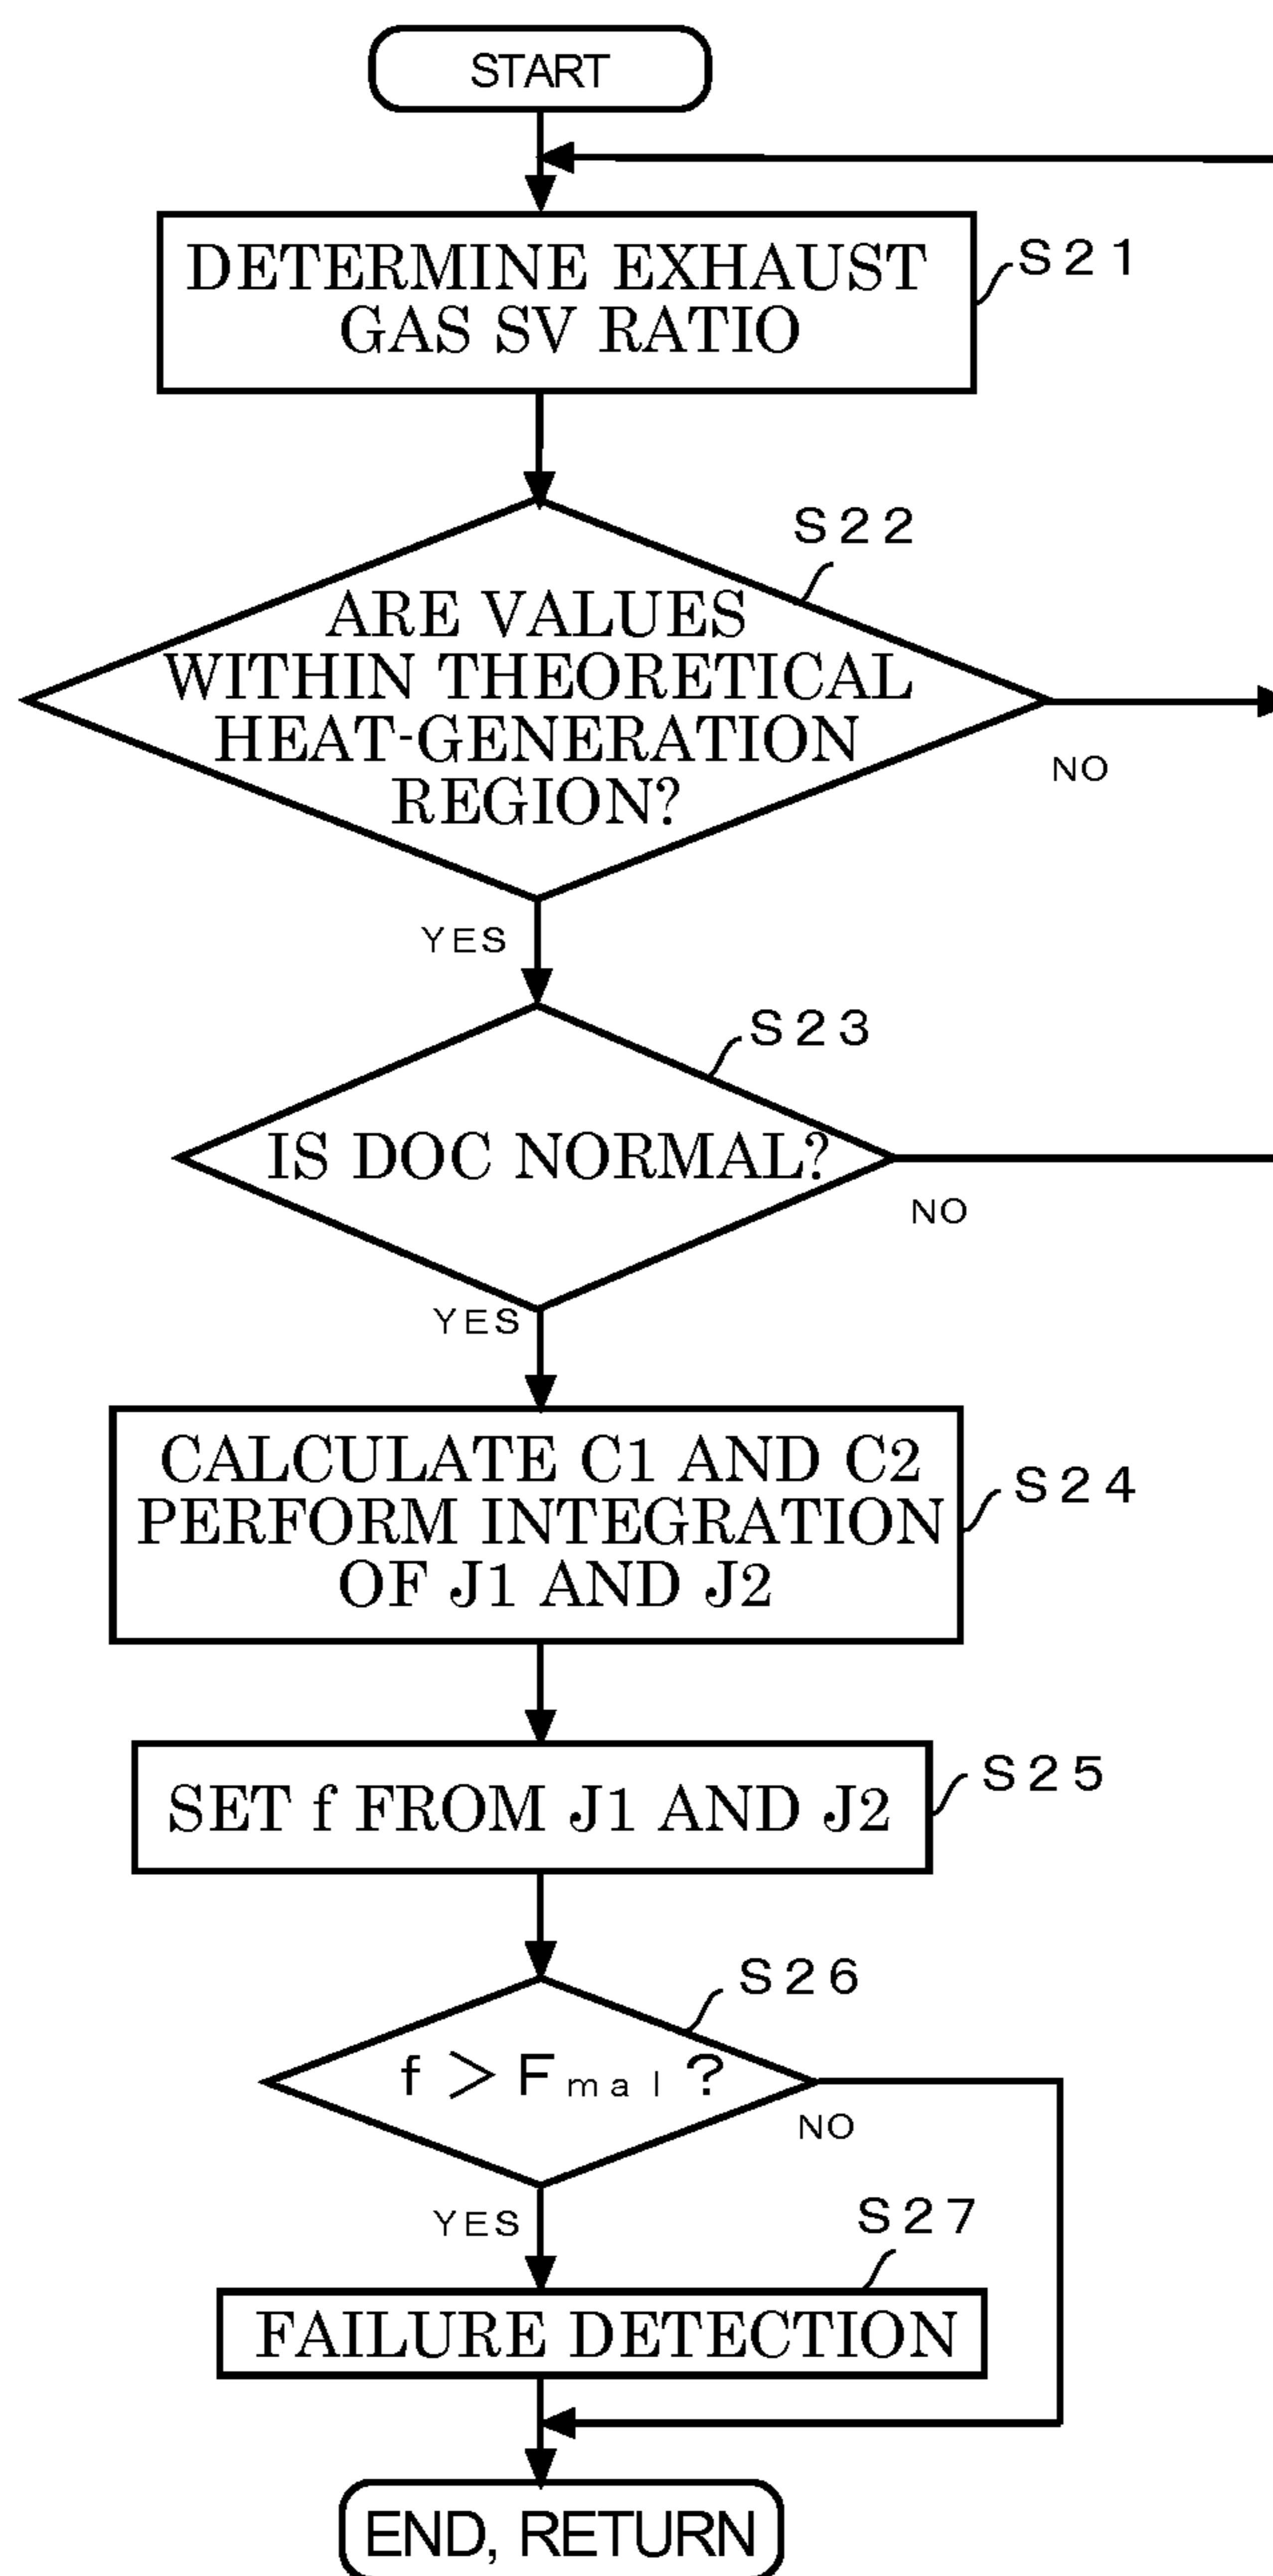 START
DETERMINE EXHAUST
GAS SV RATIO
S21
S22
ARE VALUES
WITHIN THEORETICAL
HEAT-GENERATION
REGION?
NO
YES
S23
IS DOC NORMAL?
NO
YES
CALCULATE C1 AND C2
PERFORM INTEGRATION
OF J1 AND J2
S24
SET f FROM J1 AND J2
S25
S26
f > Fmal ?
NO
YES
S27
FAILURE DETECTION
END, RETURN